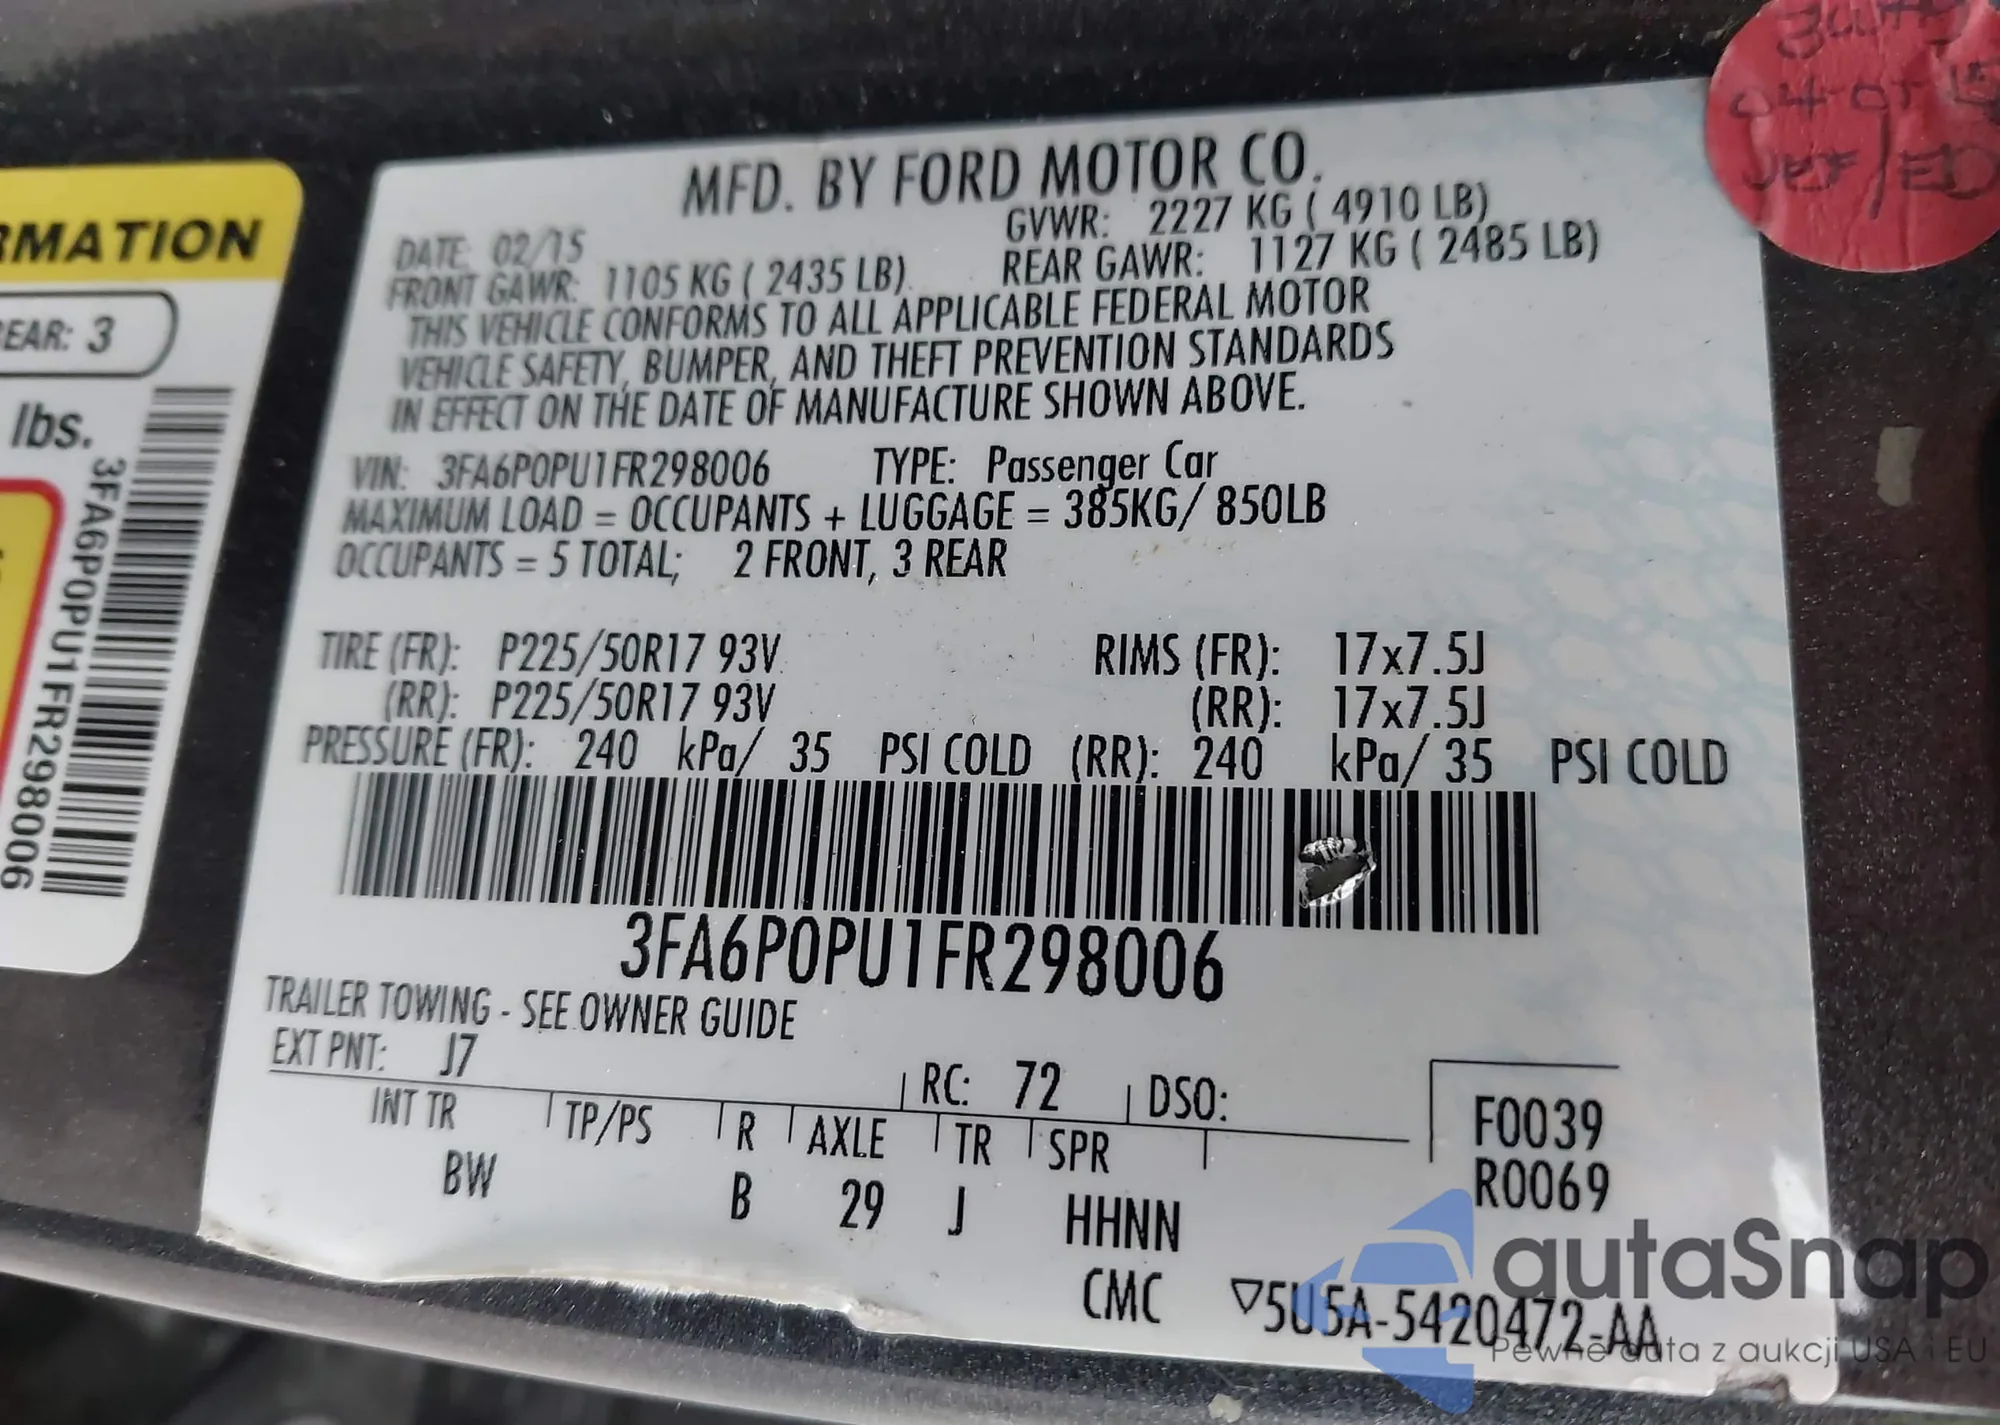 MFD. BY FORD MOTOR CO.
DATE: 02/15 GVWR: 2227 KG ( 4910 LB)
FRONT GAWR: 1105 KG ( 2435 LB) REAR GAWR: 1127 KG ( 2485 LB)
THIS VEHICLE CONFORMS TO ALL APPLICABLE FEDERAL MOTOR
VEHICLE SAFETY, BUMPER, AND THEFT PREVENTION STANDARDS
IN EFFECT ON THE DATE OF MANUFACTURE SHOWN ABOVE.
VIN: 3FA6P0PU1FR298006 TYPE: Passenger Car
MAXIMUM LOAD = OCCUPANTS + LUGGAGE = 385KG/ 850LB
OCCUPANTS = 5 TOTAL; 2 FRONT, 3 REAR
TIRE (FR): P225/50R17 93V RIMS (FR): 17x7.5J
(RR): P225/50R17 93V (RR): 17x7.5J
PRESSURE (FR): 240 kPa/ 35 PSI COLD (RR): 240 kPa/ 35 PSI COLD
3FA6P0PU1FR298006
TRAILER TOWING - SEE OWNER GUIDE
EXT PNT: J7 RC: 72 DSO:
INT TR TP/PS R AXLE TR SPR
BW B 29 J HHNN
F0039
R0069
CMC ▽5U5A-5420472-AA
RMATION
EAR: 3
lbs.
3FA6P0PU1FR298006
autaSnap
Pewne auta z aukcji USA i EU